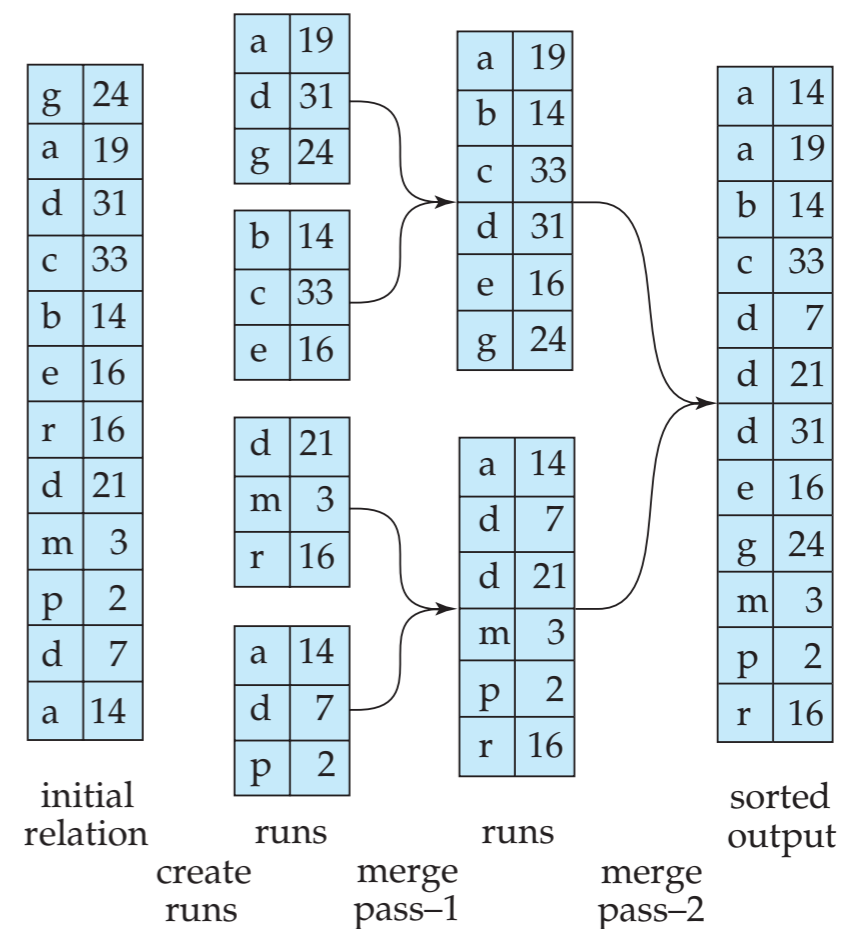 g 24
a 19
d 31
c 33
b 14
e 16
r 16
d 21
m 3
p 2
d 7
a 14
initial
relation
create
runs
a 19
d 31
g 24
b 14
c 33
e 16
d 21
m 3
r 16
a 14
d 7
p 2
runs
merge
pass–1
a 19
b 14
c 33
d 31
e 16
g 24
a 14
d 7
d 21
m 3
p 2
r 16
runs
merge
pass–2
a 14
a 19
b 14
c 33
d 7
d 21
d 31
e 16
g 24
m 3
p 2
r 16
sorted
output